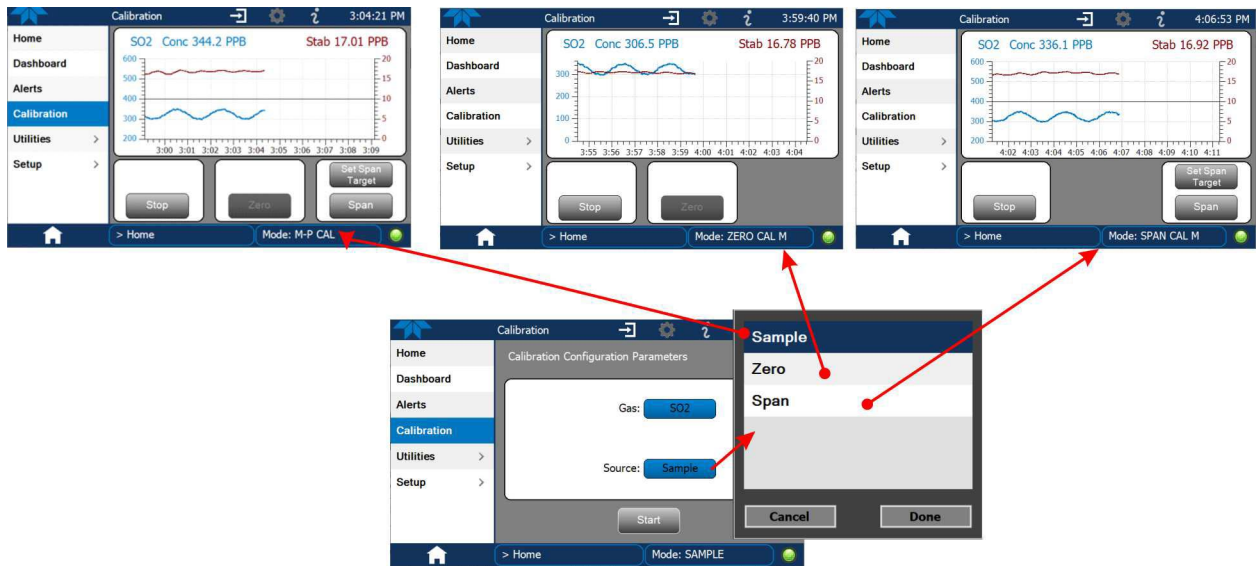 Calibration 3:04:21 PM
Home
Dashboard
Alerts
Calibration
Utilities >
Setup >
SO2 Conc 344.2 PPB Stab 17.01 PPB
600
500
400
300
200
20
15
10
5
0
3:00 3:01 3:02 3:03 3:04 3:05 3:06 3:07 3:08 3:09
Set Span
Target
Stop Zero Span
> Home Mode: M-P CAL
Calibration 3:59:40 PM
Home
Dashboard
Alerts
Calibration
Utilities >
Setup >
SO2 Conc 306.5 PPB Stab 16.78 PPB
300
200
100
0
20
15
10
5
0
3:55 3:56 3:57 3:58 3:59 4:00 4:01 4:02 4:03 4:04
Stop Zero
> Home Mode: ZERO CAL M
Calibration 4:06:53 PM
Home
Dashboard
Alerts
Calibration
Utilities >
Setup >
SO2 Conc 336.1 PPB Stab 16.92 PPB
600
500
400
300
200
20
15
10
5
0
4:02 4:03 4:04 4:05 4:06 4:07 4:08 4:09 4:10 4:11
Set Span
Target
Stop Span
> Home Mode: SPAN CAL M
Calibration
Home
Dashboard
Alerts
Calibration
Utilities >
Setup >
Calibration Configuration Parameters
Gas: SO2
Source: Sample
Start
> Home Mode: SAMPLE
Sample
Zero
Span
Cancel Done